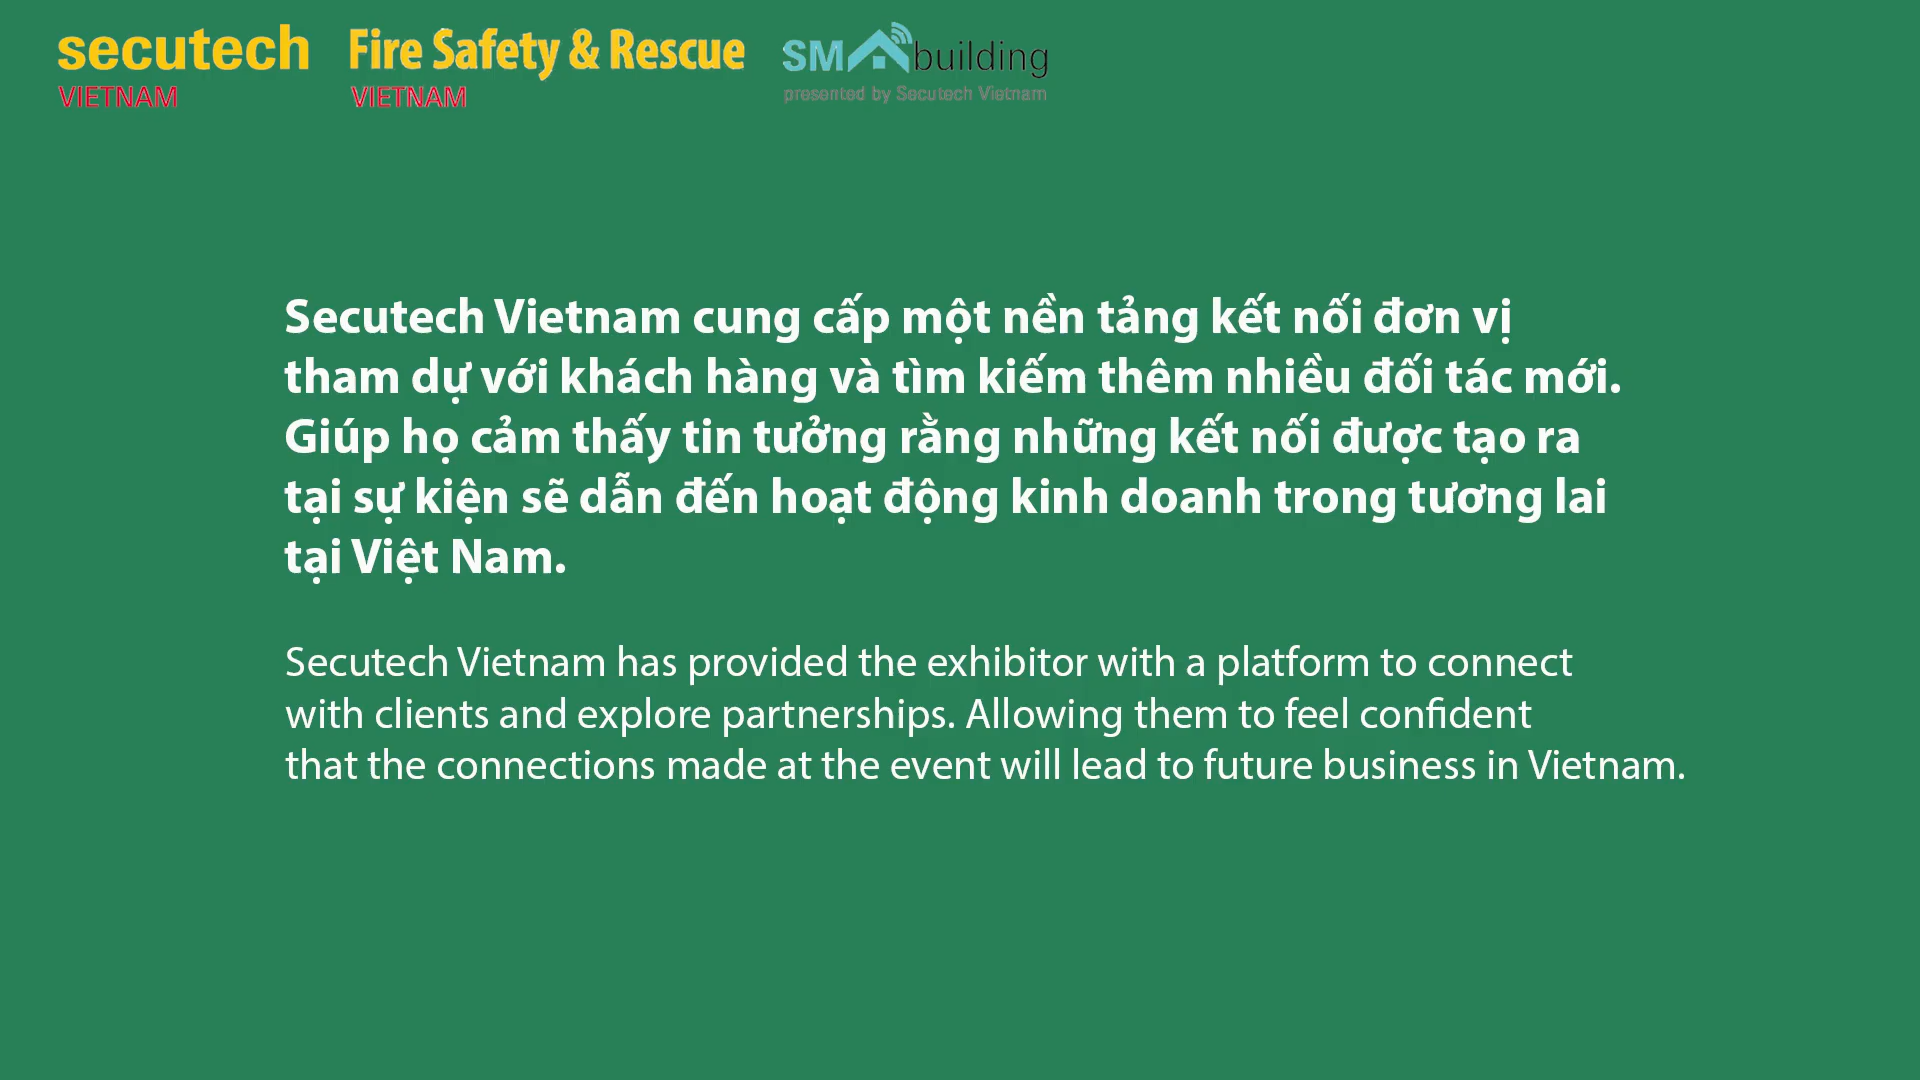 secutech
VIETNAM
Fire Safety & Rescue
VIETNAM
SMAbuilding
presented by Secutech Vietnam
Secutech Vietnam cung cấp một nền tảng kết nối đơn vị
tham dự với khách hàng và tìm kiếm thêm nhiều đối tác mới.
Giúp họ cảm thấy tin tưởng rằng những kết nối được tạo ra
tại sự kiện sẽ dẫn đến hoạt động kinh doanh trong tương lai
tại Việt Nam.
Secutech Vietnam has provided the exhibitor with a platform to connect
with clients and explore partnerships. Allowing them to feel confident
that the connections made at the event will lead to future business in Vietnam.